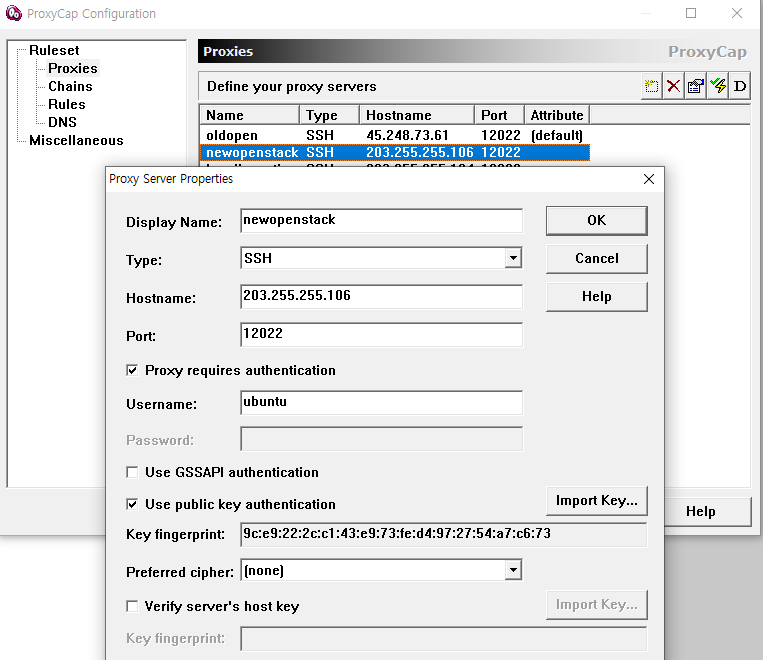 ProxyCap Configuration
Ruleset
Proxies
Chains
Rules
DNS
Miscellaneous
Proxies
ProxyCap
Define your proxy servers
D
Name Type Hostname Port Attribute
oldopen SSH 45.248.73.61 12022 (default)
newopenstack SSH 203.255.255.106 12022
Proxy Server Properties
Display Name: newopenstack
OK
Type: SSH
Cancel
Hostname: 203.255.255.106
Help
Port: 12022
Proxy requires authentication
Username: ubuntu
Password:
Use GSSAPI authentication
Use public key authentication
Import Key...
Help
Key fingerprint: 9c:e9:22:2c:c1:43:e9:73:fe:d4:97:27:54:a7:c6:73
Preferred cipher: (none)
Verify server's host key
Import Key...
Key fingerprint: